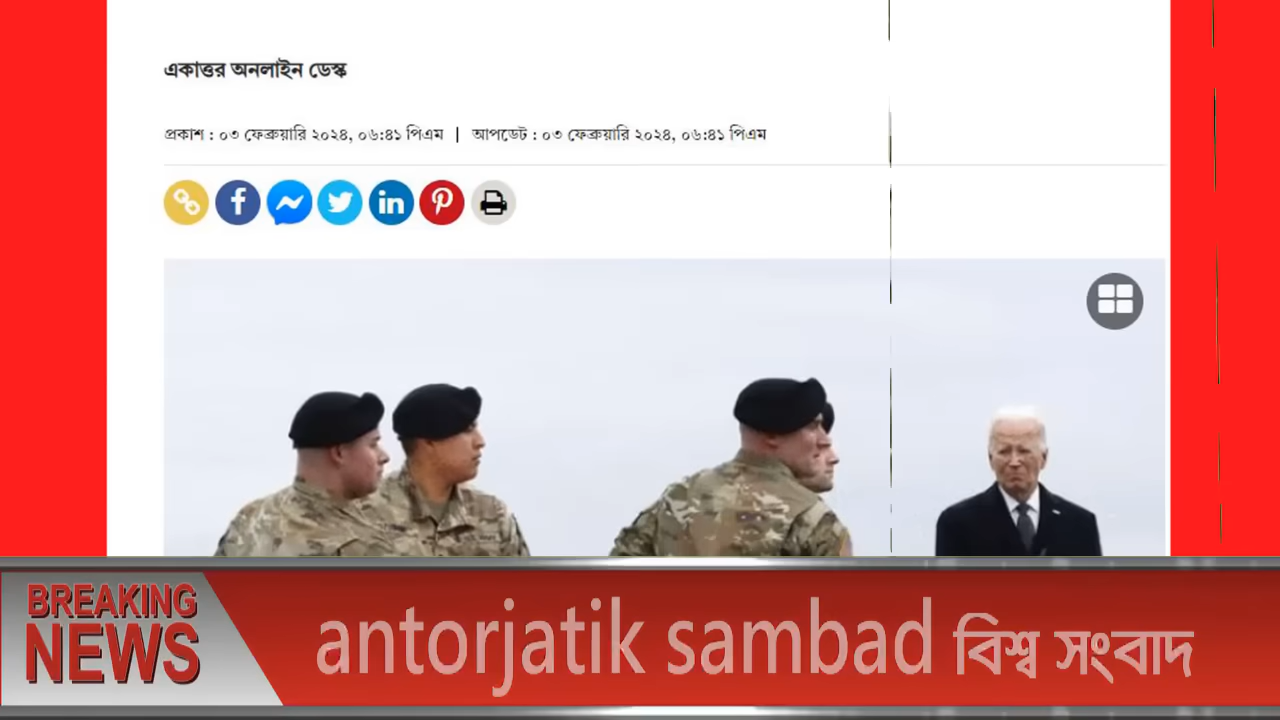 একাত্তর অনলাইন ডেস্ক
প্রকাশ : ০৩ ফেব্রুয়ারি ২০২৪, ০৬:৪১ পিএম | আপডেট : ০৩ ফেব্রুয়ারি ২০২৪, ০৬:৪১ পিএম
BREAKING
NEWS
antorjatik sambad বিশ্ব সংবাদ